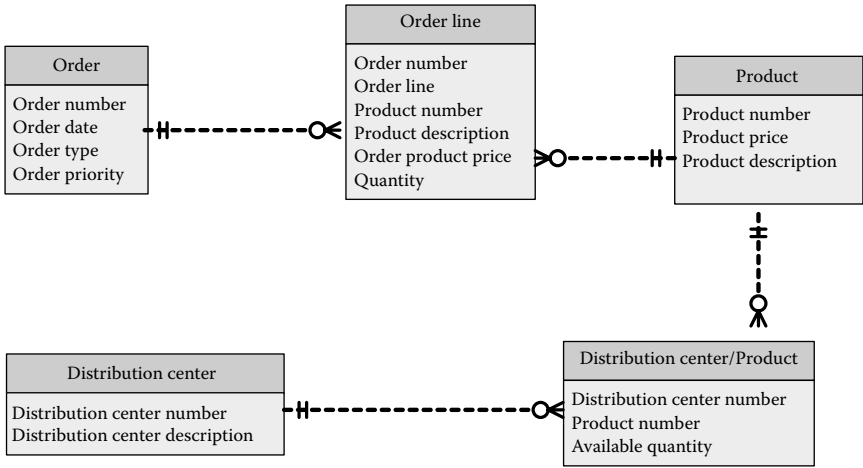 Order
Order number
Order date
Order type
Order priority
Order line
Order number
Order line
Product number
Product description
Order product price
Quantity
Product
Product number
Product price
Product description
Distribution center
Distribution center number
Distribution center description
Distribution center/Product
Distribution center number
Product number
Available quantity